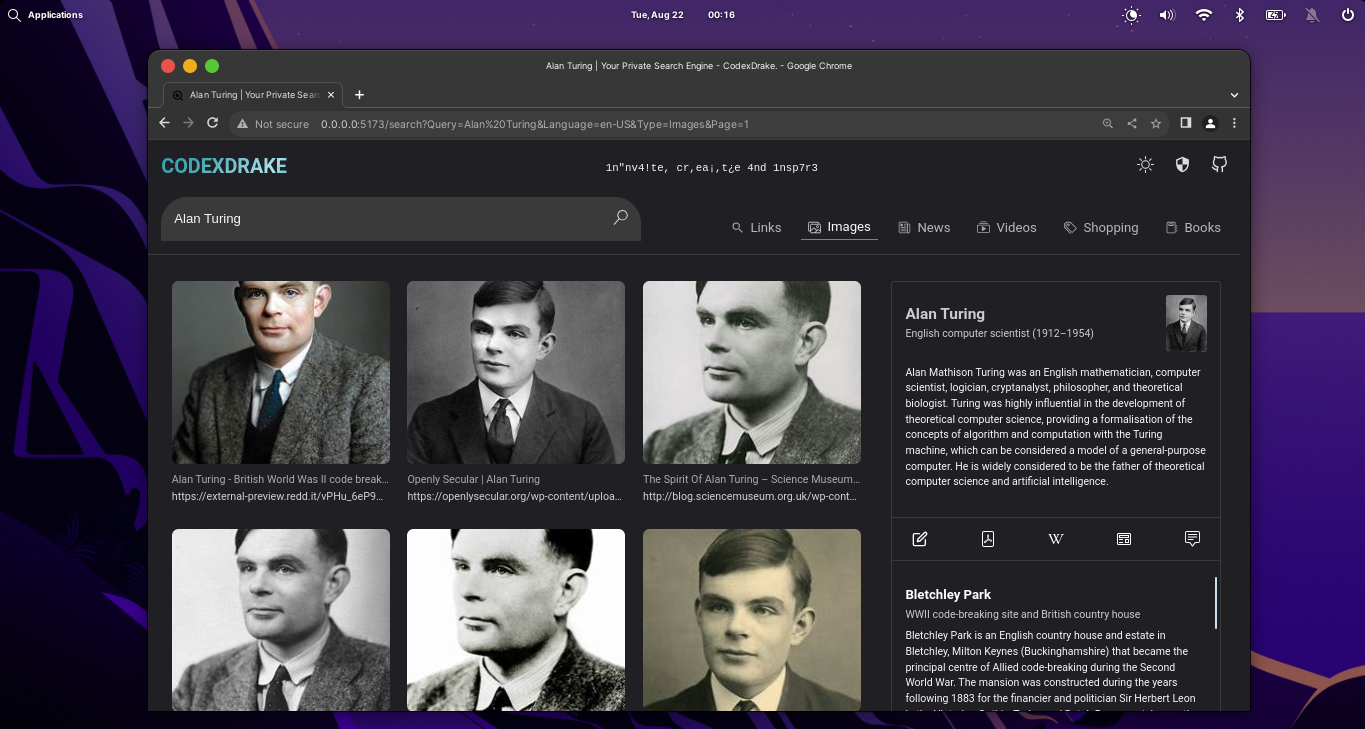 Applications
Tue, Aug 22 00:16
Alan Turing | Your Private Search Engine - CodexDrake. - Google Chrome
Alan Turing | Your Private Sear
Not secure 0.0.0.0:5173/search?Query=Alan%20Turing&Language=en-US&Type=Images&Page=1
CODEXDRAKE
1n"nv4!te, cr,ea¡,t¿e 4nd 1nsp7r3
Alan Turing
Links Images News Videos Shopping Books
Alan Turing - British World Was II code break...
https://external-preview.redd.it/vPHu_6eP9...
Openly Secular | Alan Turing
https://openlysecular.org/wp-content/uploa...
The Spirit Of Alan Turing – Science Museum...
http://blog.sciencemuseum.org.uk/wp-cont...
Alan Turing
English computer scientist (1912–1954)
Alan Mathison Turing was an English mathematician, computer
scientist, logician, cryptanalyst, philosopher, and theoretical
biologist. Turing was highly influential in the development of
theoretical computer science, providing a formalisation of the
concepts of algorithm and computation with the Turing
machine, which can be considered a model of a general-purpose
computer. He is widely considered to be the father of theoretical
computer science and artificial intelligence.
W
Bletchley Park
WWII code-breaking site and British country house
Bletchley Park is an English country house and estate in
Bletchley, Milton Keynes (Buckinghamshire) that became the
principal centre of Allied code-breaking during the Second
World War. The mansion was constructed during the years
following 1883 for the financier and politician Sir Herbert Leon